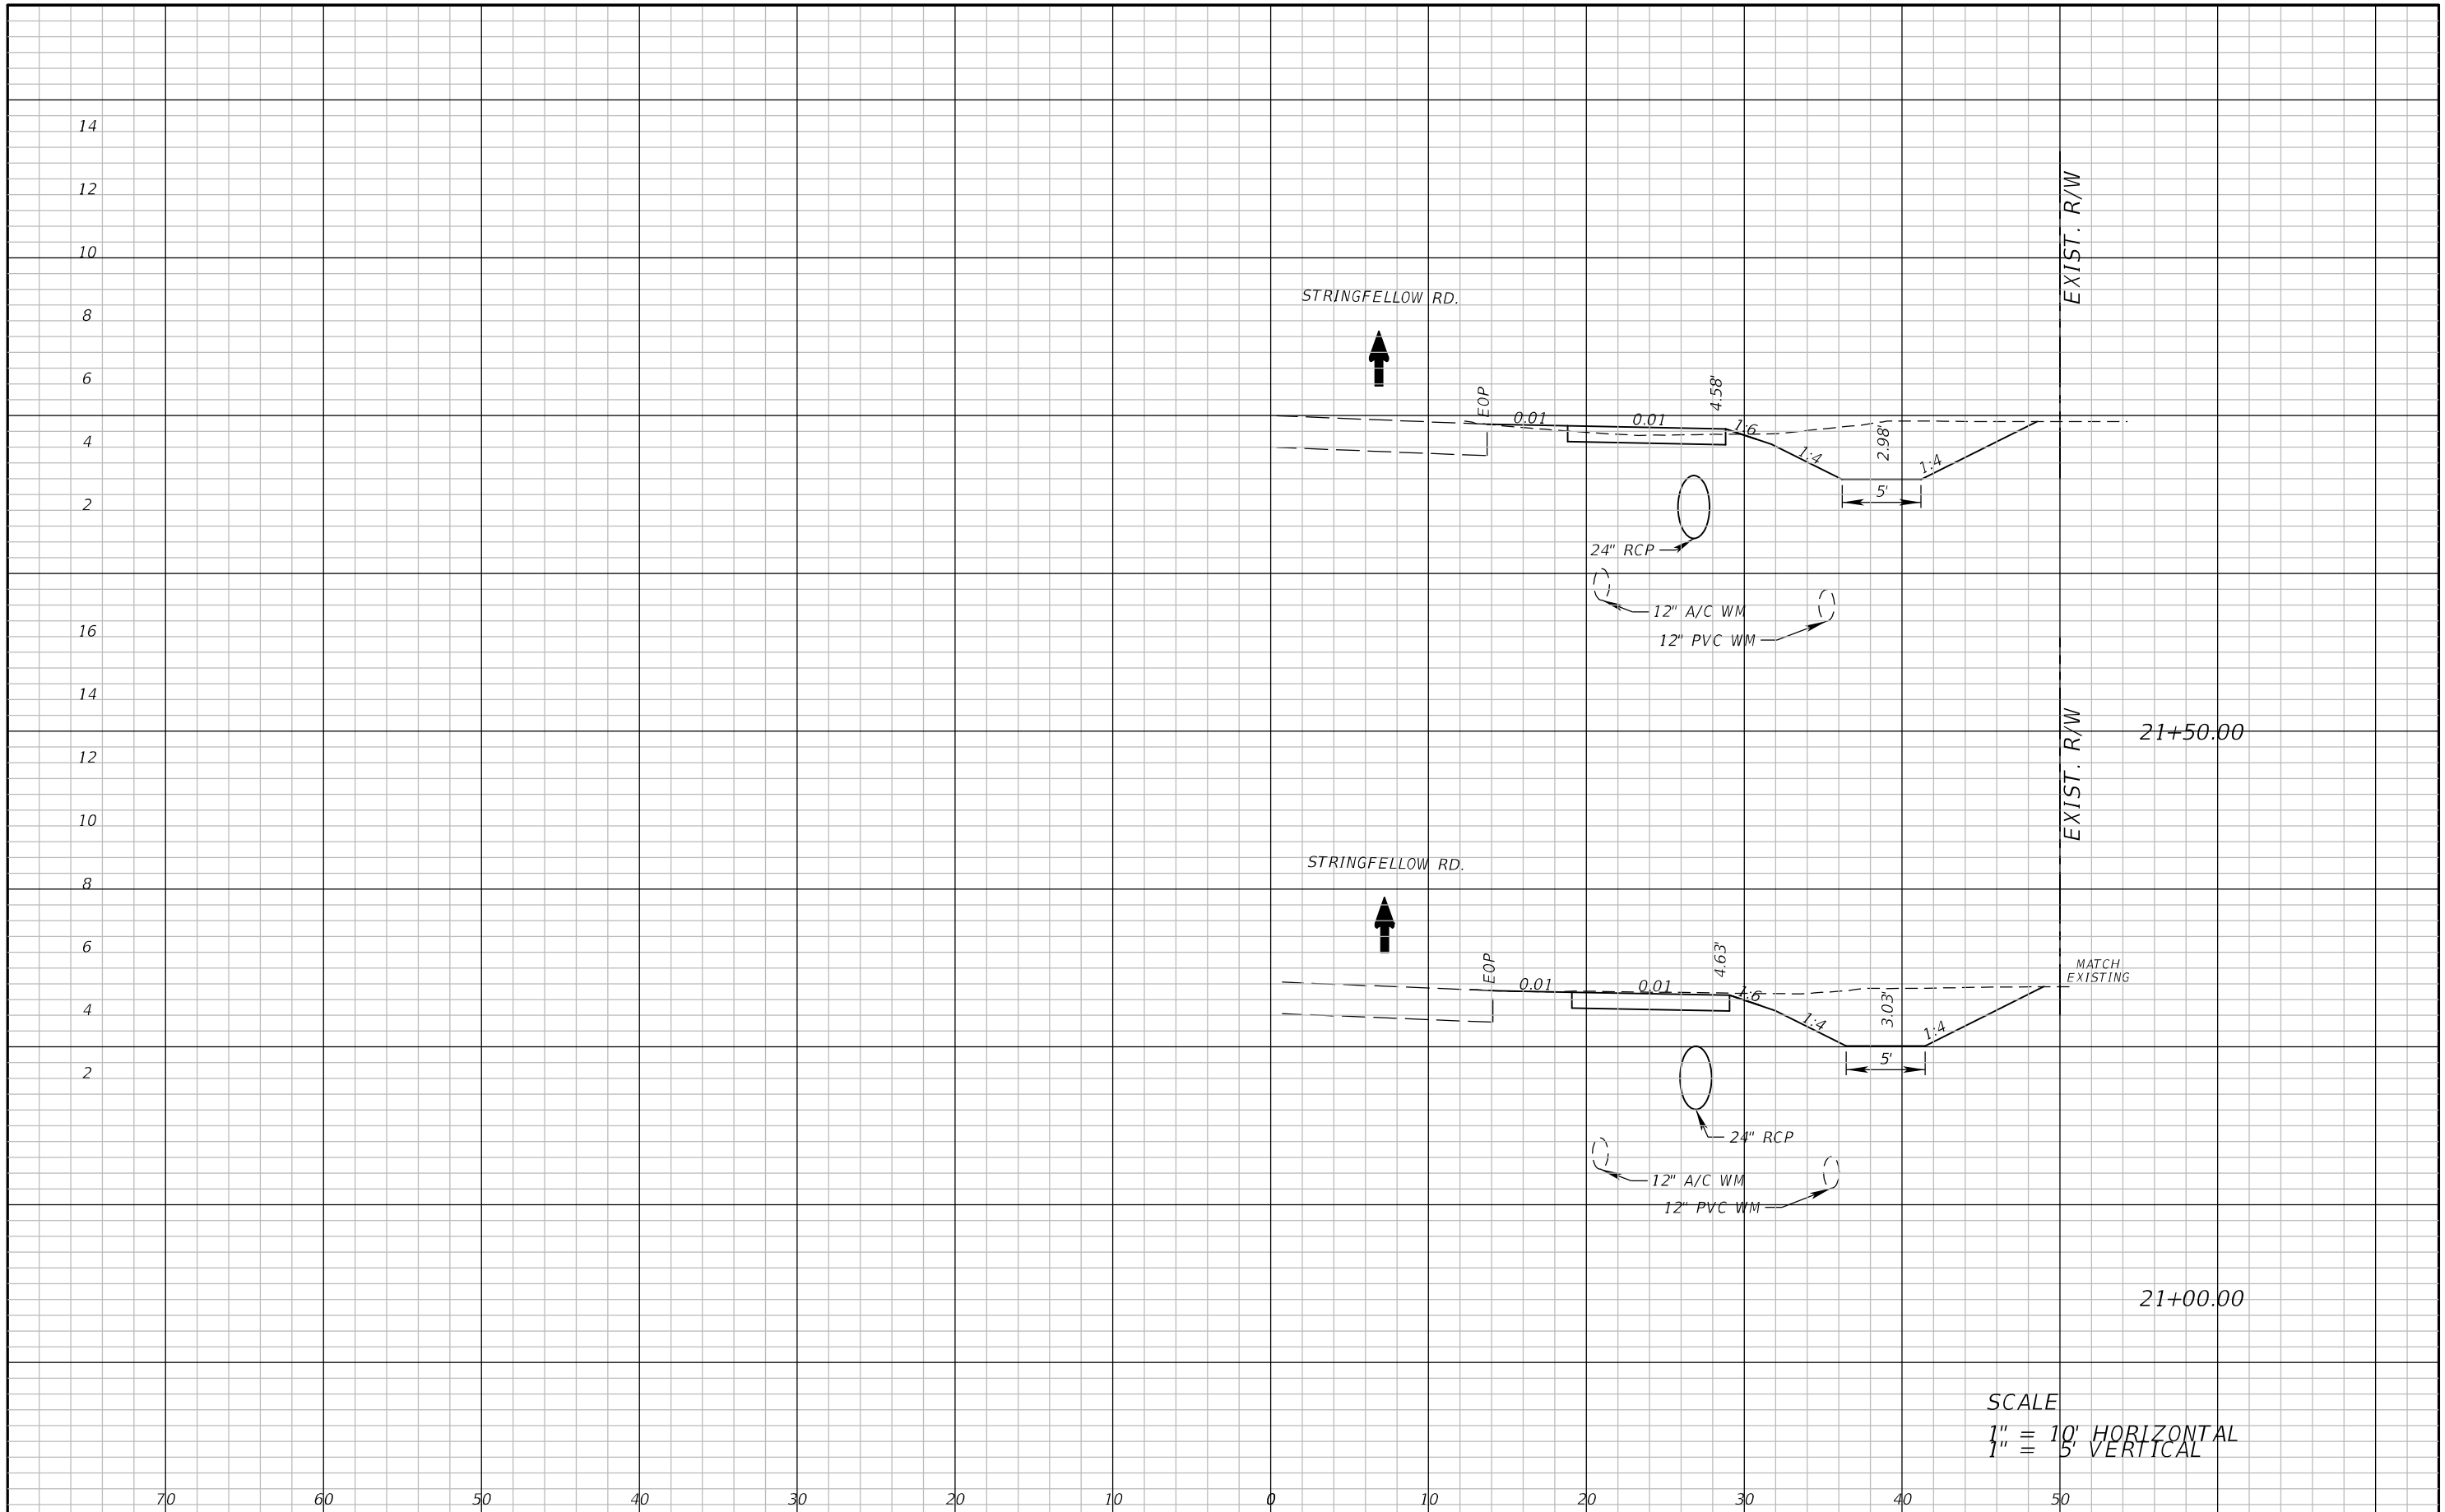 14
12
10
8
6
4
2
EXIST. R/W
STRINGFELLOW RD.
EOP
0.01
0.01
4.58'
1:6
1:4
2.98'
1:4
5'
24" RCP
12" A/C WM
12" PVC WM
16
14
12
10
8
6
4
2
EXIST. R/W
21+50.00
STRINGFELLOW RD.
EOP
0.01
0.01
4.63'
1:6
1:4
3.03'
1:4
5'
MATCH
EXISTING
24" RCP
12" A/C WM
12" PVC WM
21+00.00
SCALE
1" = 10' HORIZONTAL
1" = 5' VERTICAL
70 60 50 40 30 20 10 0 10 20 30 40 50